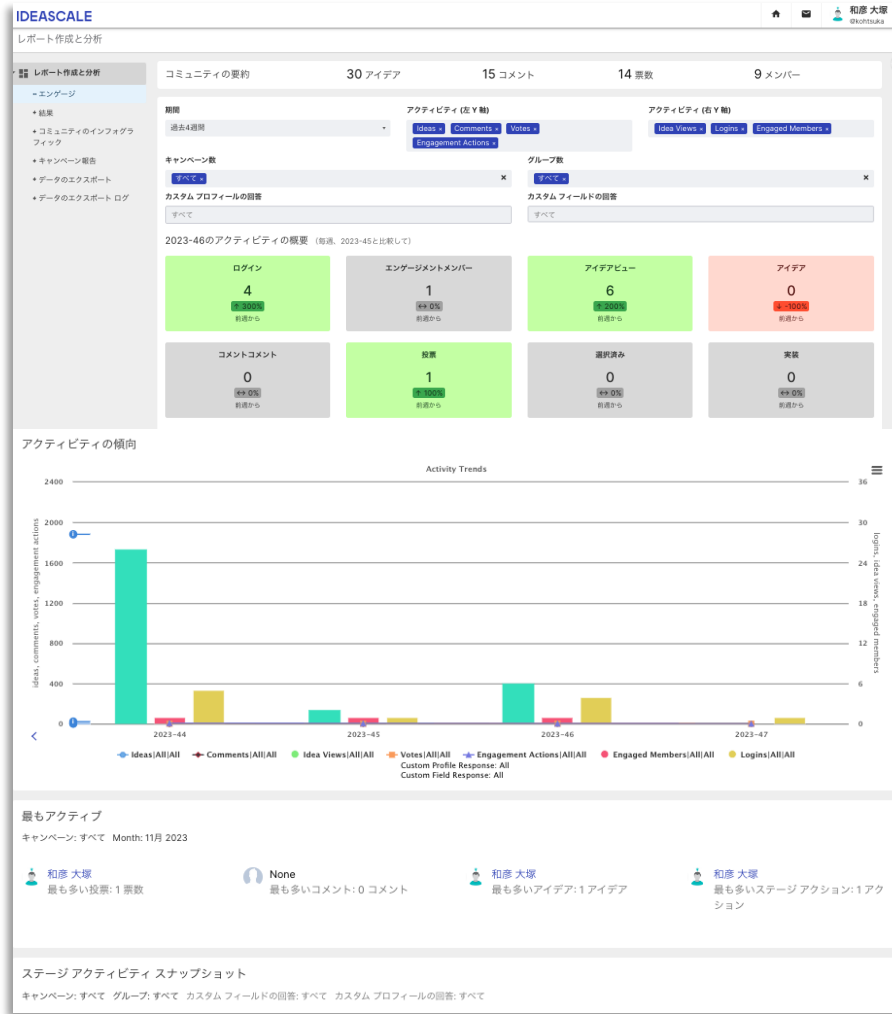 IDEASCALE
和彦 大塚
@kohtsuka
レポート作成と分析
レポート作成と分析
エンゲージ
結果
コミュニティのインフォグラ
フィック
キャンペーン報告
データのエクスポート
データのエクスポート ログ
コミュニティの要約 30 アイデア 15 コメント 14 票数 9 メンバー
期間
過去4週間
アクティビティ (左 Y 軸)
Ideas × Comments × Votes ×
Engagement Actions ×
アクティビティ (右 Y 軸)
Idea Views × Logins × Engaged Members ×
キャンペーン数
すべて × ×
グループ数
すべて × ×
カスタム プロフィールの回答
すべて
カスタム フィールドの回答
すべて
2023-46のアクティビティの概要 (毎週、2023-45と比較して)
ログイン
4
↑ 300%
前週から
エンゲージメントメンバー
1
⇔ 0%
前週から
アイデアビュー
6
↑ 200%
前週から
アイデア
0
↓ -100%
前週から
コメントコメント
0
⇔ 0%
前週から
投票
1
↑ 100%
前週から
選択済み
0
⇔ 0%
前週から
実装
0
⇔ 0%
前週から
アクティビティの傾向
Activity Trends
2400
2000
1600
1200
800
400
0
ideas, comments, votes, engagement actions
36
30
24
18
12
6
0
logins, idea views, engaged members
2023-44 2023-45 2023-46 2023-47
Ideas|All|All Comments|All|All Idea Views|All|All Votes|All|All Engagement Actions|All|All Engaged Members|All|All Logins|All|All
Custom Profile Response: All
Custom Field Response: All
最もアクティブ
キャンペーン: すべて Month: 11月 2023
和彦 大塚
最も多い投票: 1 票数
None
最も多いコメント: 0 コメント
和彦 大塚
最も多いアイデア: 1 アイデア
和彦 大塚
最も多いステージ アクション: 1 アク
ション
ステージ アクティビティ スナップショット
キャンペーン: すべて グループ: すべて カスタム フィールドの回答: すべて カスタム プロフィールの回答: すべて